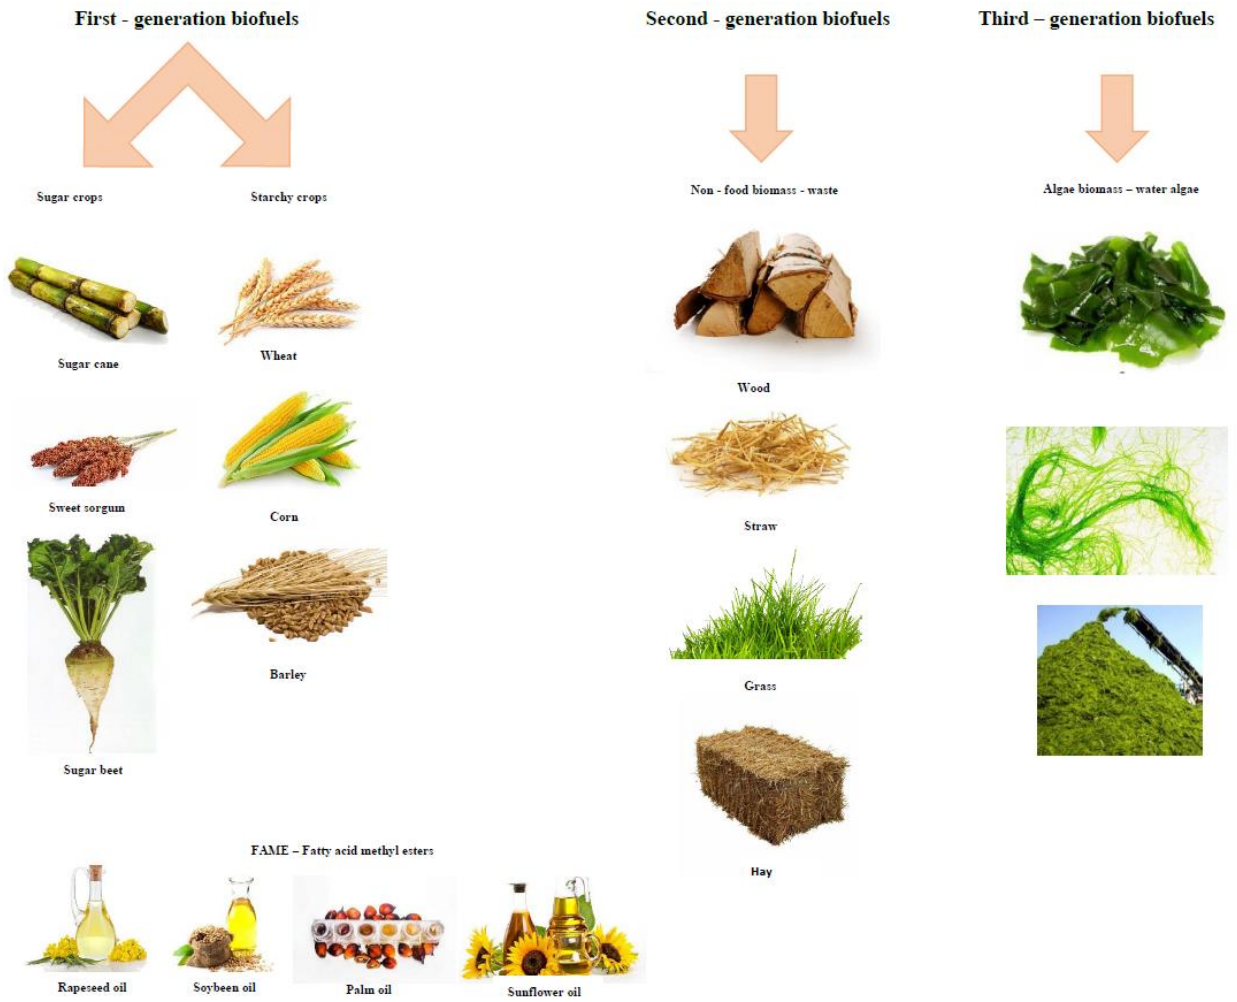 First - generation biofuels
Second - generation biofuels
Third – generation biofuels
Sugar crops
Starchy crops
Non - food biomass - waste
Algae biomass – water algae
Sugar cane
Wheat
Wood
Sweet sorgum
Corn
Straw
Sugar beet
Barley
Grass
Hay
FAME – Fatty acid methyl esters
Rapeseed oil
Soybeen oil
Palm oil
Sunflower oil